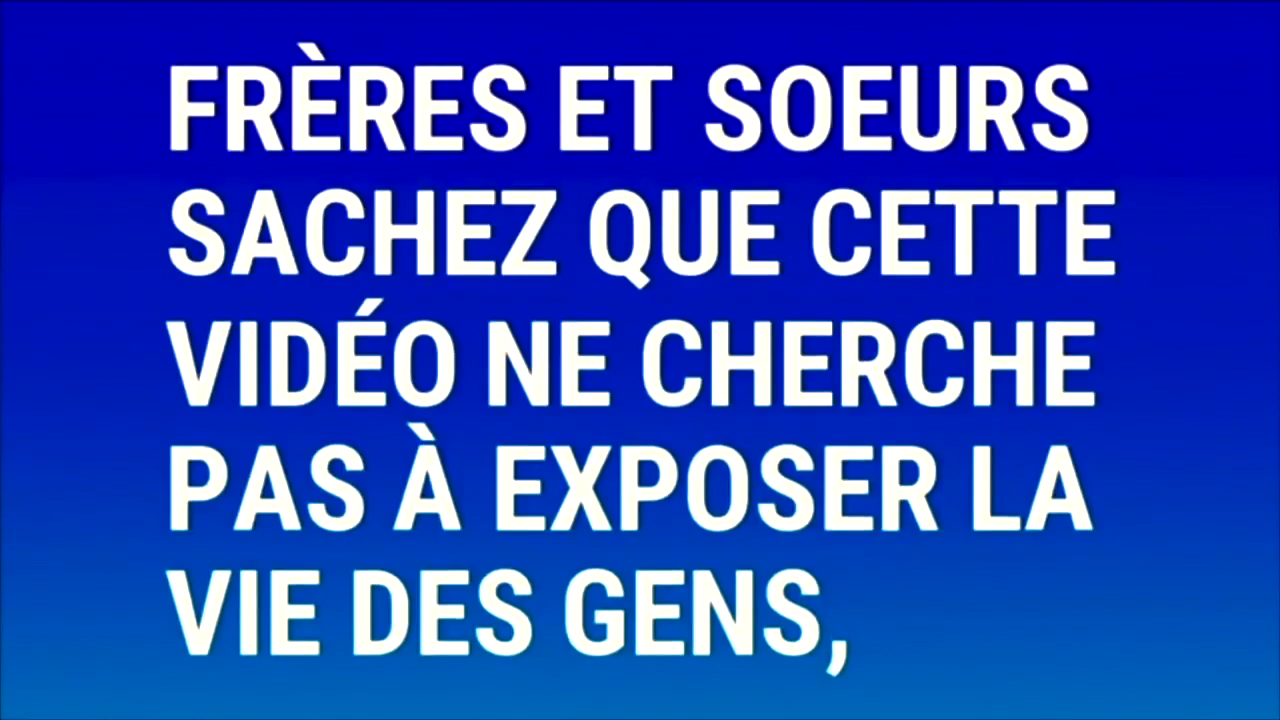 FRÈRES ET SOEURS
SACHEZ QUE CETTE
VIDÉO NE CHERCHE
PAS À EXPOSER LA
VIE DES GENS,